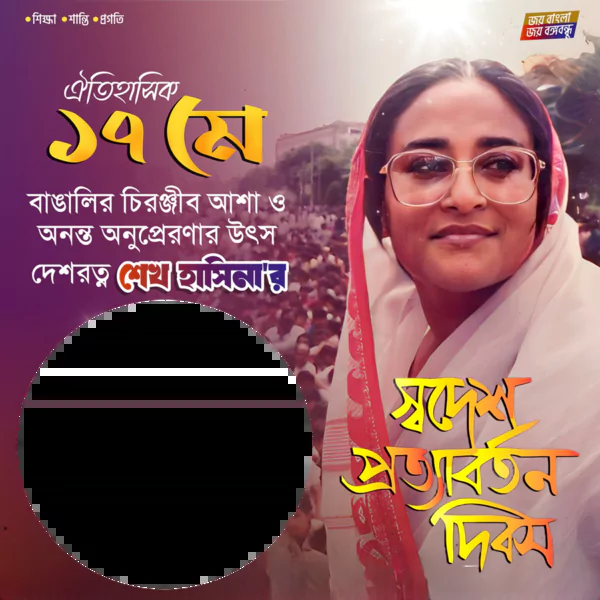 •শিক্ষা •শান্তি •প্রগতি
জয় বাংলা
জয় বঙ্গবন্ধু
ঐতিহাসিক
১৭ মে
বাঙালির চিরঞ্জীব আশা ও
অনন্ত অনুপ্রেরণার উৎস
দেশরত্ন শেখ হাসিনা'র
স্বদেশ
প্রত্যাবর্তন
দিবস